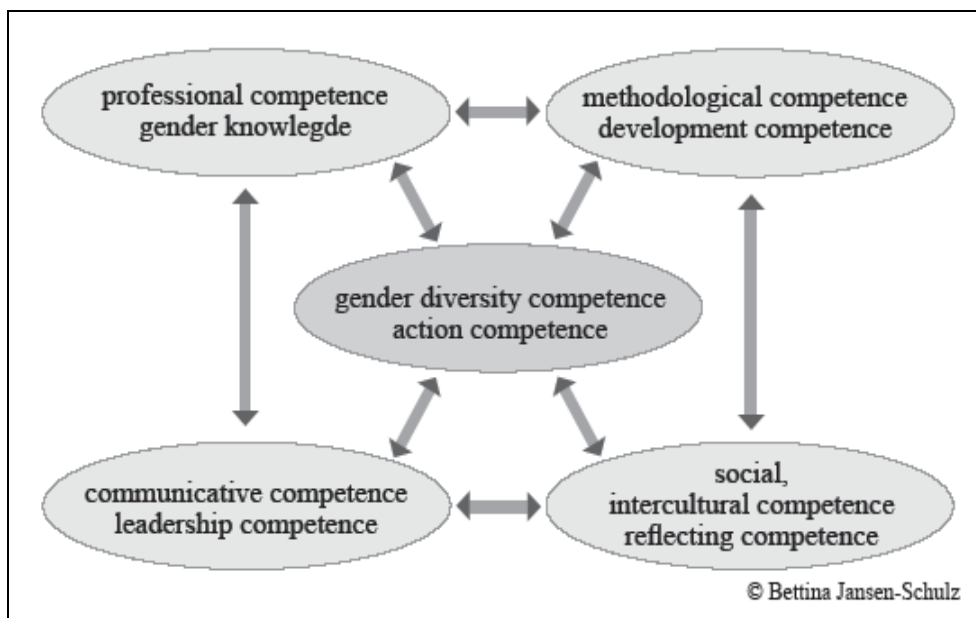 professional competence
gender knowlegde
methodological competence
development competence
gender diversity competence
action competence
communicative competence
leadership competence
social,
intercultural competence
reflecting competence
© Bettina Jansen-Schulz